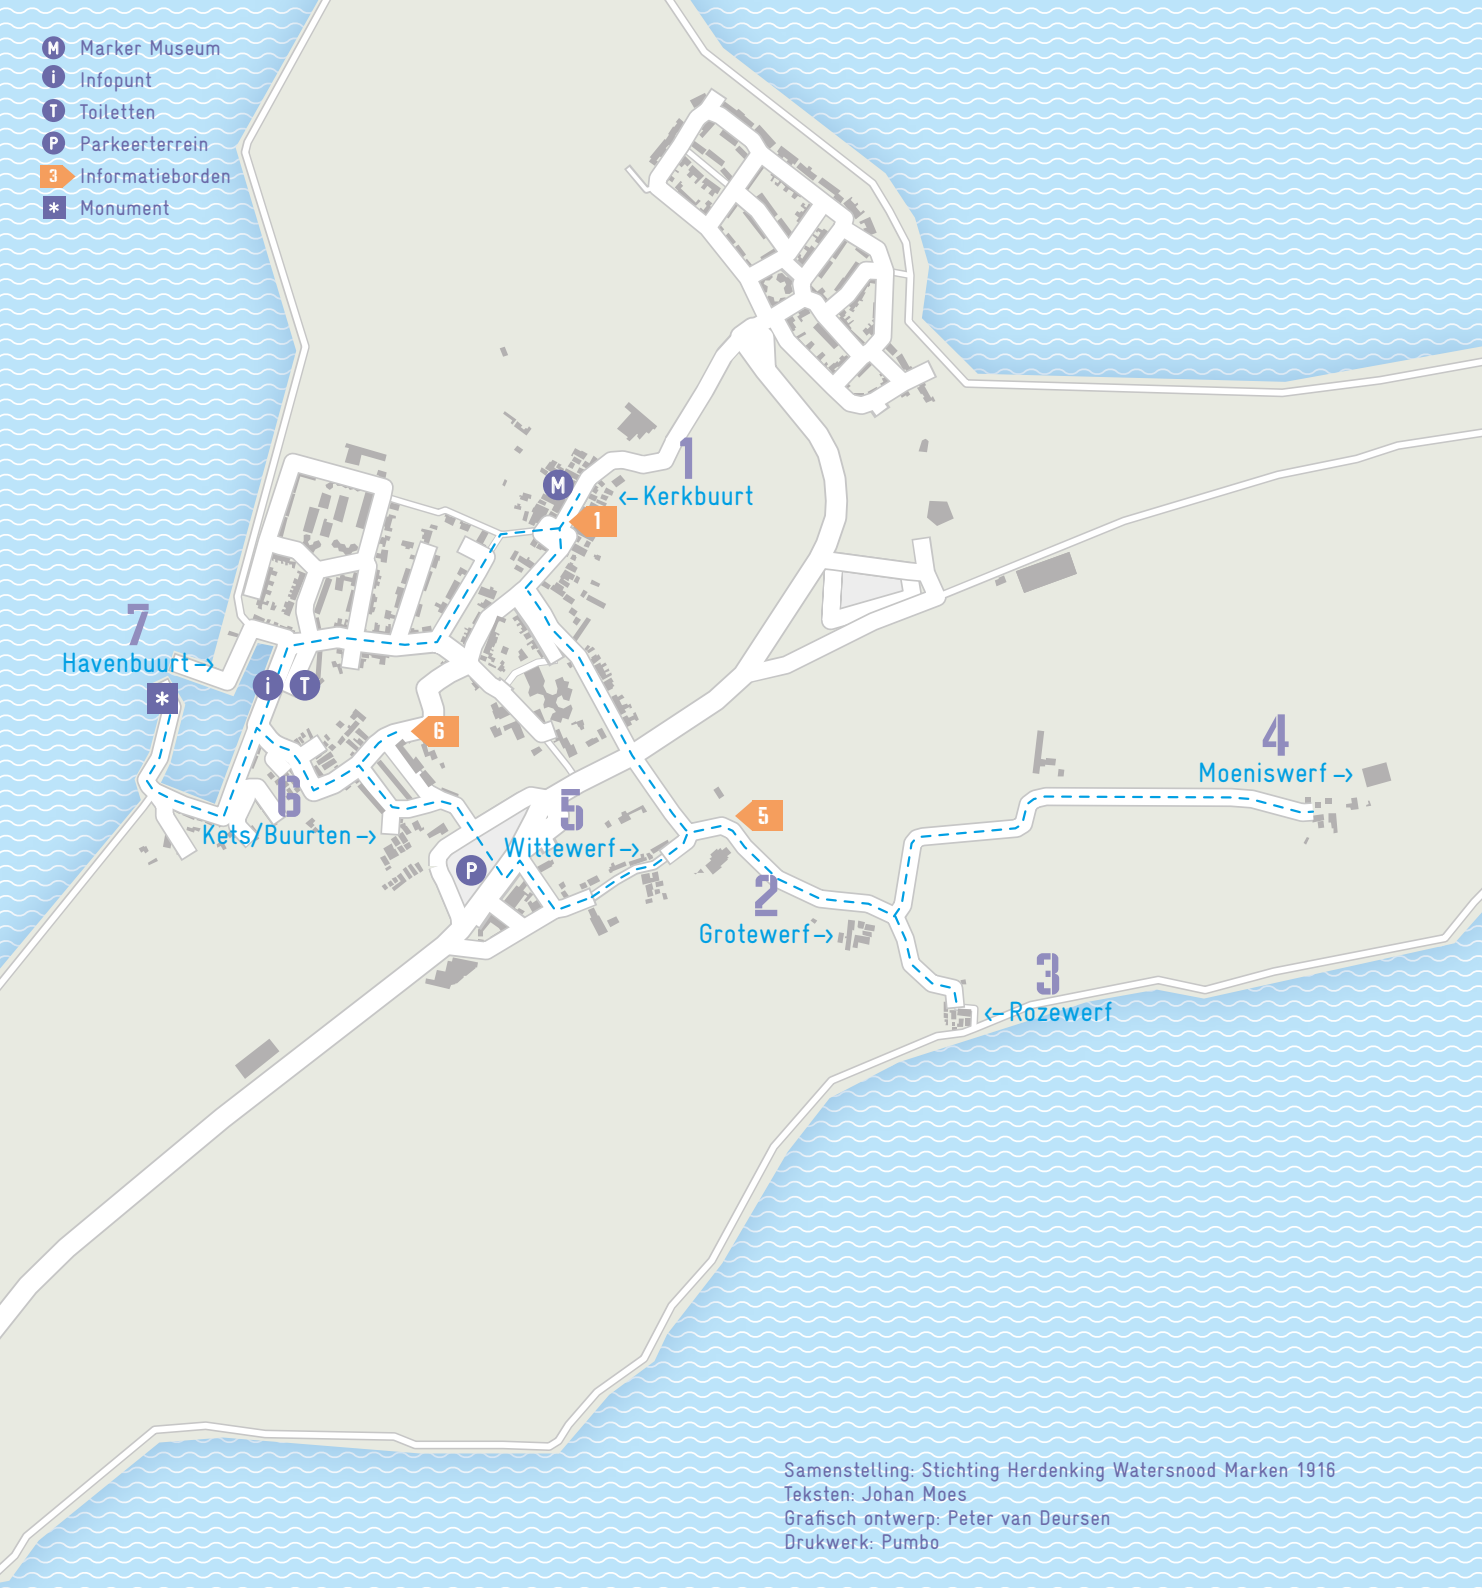 M Marker Museum
i Infopunt
T Toiletten
P Parkeerterrein
3 Informatieborden
* Monument
1
<– Kerkbuurt
M
1
7
Havenbuurt –>
*
i T
6
4
Moeniswerf –>
6
Kets/Buurten –>
5
Wittewerf –>
5
P
2
Grotewerf –>
3
<– Rozewerf
Samenstelling: Stichting Herdenking Watersnood Marken 1916
Teksten: Johan Moes
Grafisch ontwerp: Peter van Deursen
Drukwerk: Pumbo